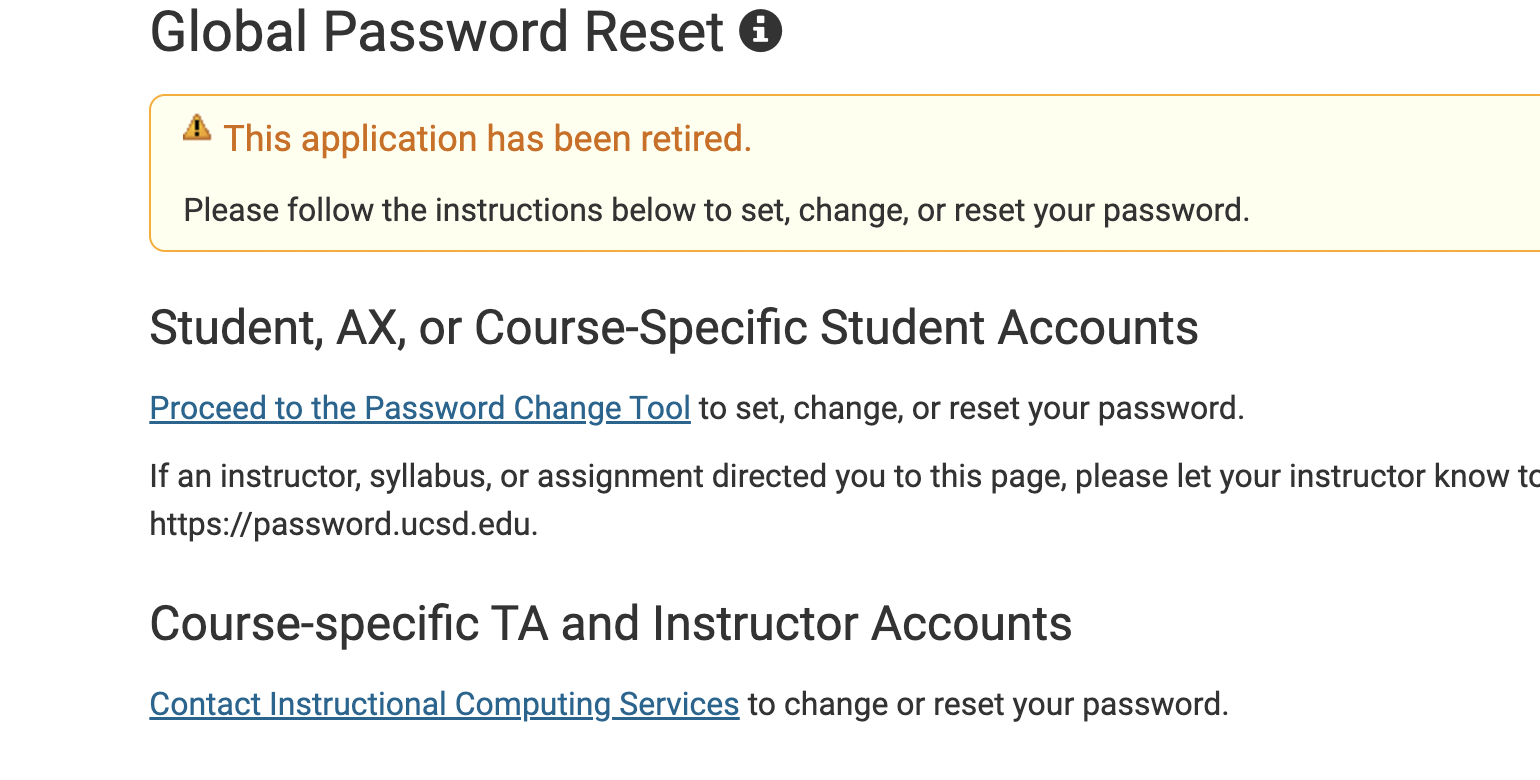 Global Password Reset
This application has been retired.
Please follow the instructions below to set, change, or reset your password.
Student, AX, or Course-Specific Student Accounts
Proceed to the Password Change Tool to set, change, or reset your password.
If an instructor, syllabus, or assignment directed you to this page, please let your instructor know
https://password.ucsd.edu.
Course-specific TA and Instructor Accounts
Contact Instructional Computing Services to change or reset your password.